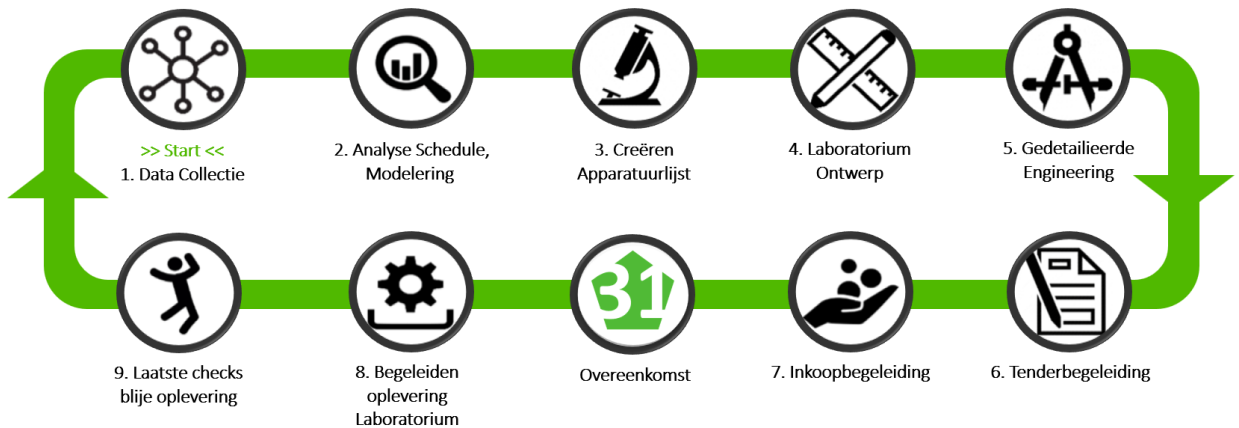 >> Start <<
1. Data Collectie
2. Analyse Schedule,
Modelering
3. Creëren
Apparatuurlijst
4. Laboratorium
Ontwerp
5. Gedetailieerde
Engineering
31
9. Laatste checks
blije oplevering
8. Begeleiden
oplevering
Laboratorium
Overeenkomst
7. Inkoopbegeleiding
6. Tenderbegeleiding